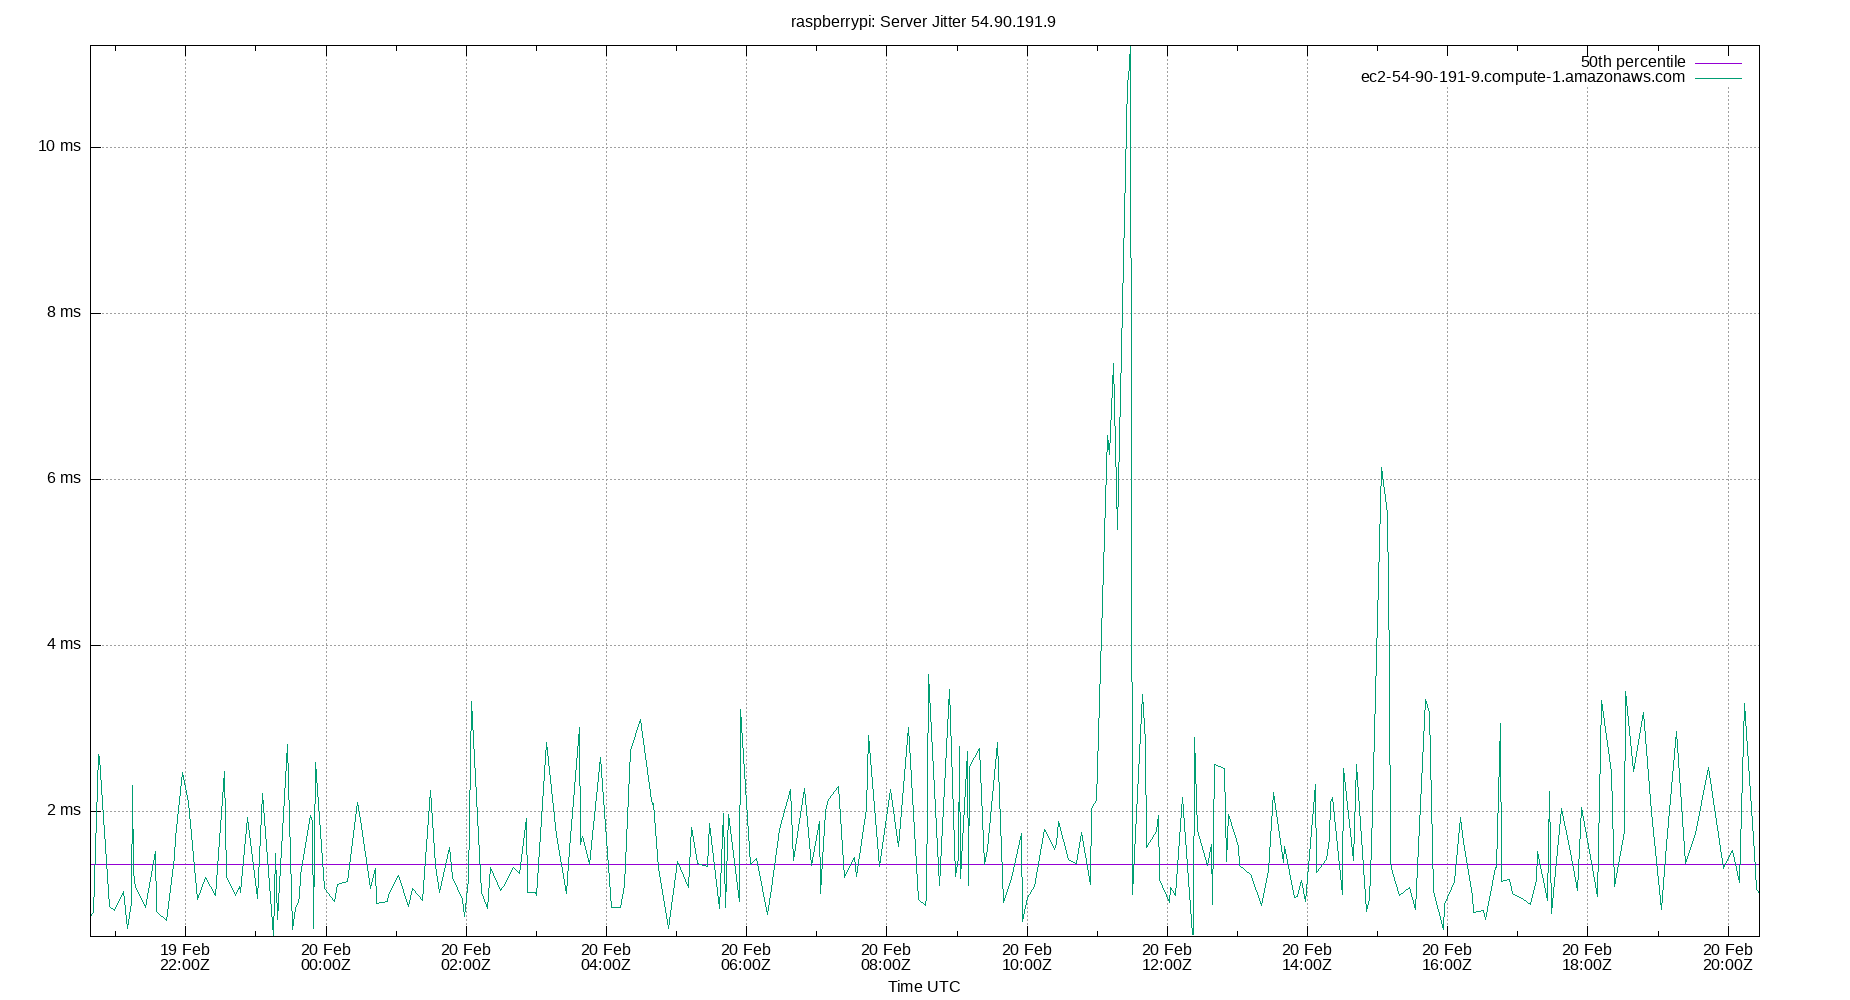 raspberrypi: Server Jitter 54.90.191.9
50th percentile
ec2-54-90-191-9.compute-1.amazonaws.com
10 ms
8 ms
6 ms
4 ms
2 ms
19 Feb 20 Feb 20 Feb 20 Feb 20 Feb 20 Feb 20 Feb 20 Feb 20 Feb 20 Feb 20 Feb 20 Feb
22:00Z 00:00Z 02:00Z 04:00Z 06:00Z 08:00Z 10:00Z 12:00Z 14:00Z 16:00Z 18:00Z 20:00Z
Time UTC